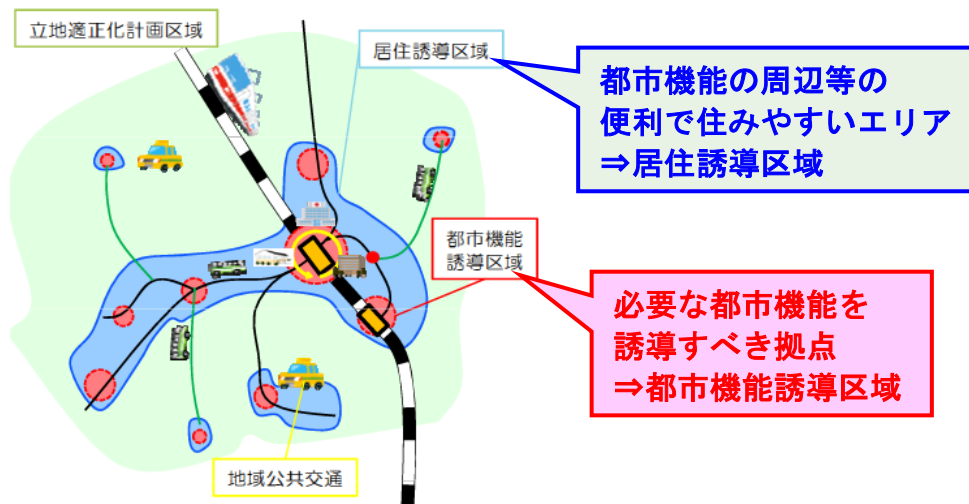 立地適正化計画区域
居住誘導区域
都市機能の周辺等の
便利で住みやすいエリア
⇒居住誘導区域
都市機能
誘導区域
必要な都市機能を
誘導すべき拠点
⇒都市機能誘導区域
地域公共交通